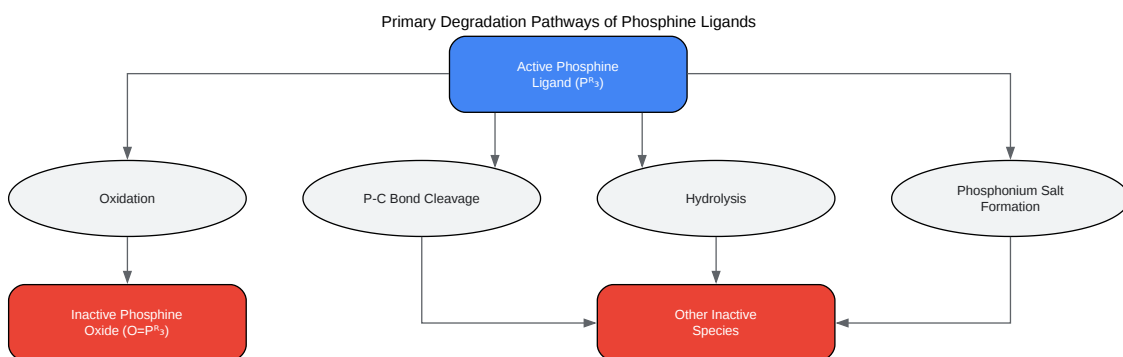 Primary Degradation Pathways of Phosphine Ligands
Active Phosphine
Ligand (Pᴿ₃)
Oxidation
P-C Bond Cleavage
Hydrolysis
Phosphonium Salt
Formation
Inactive Phosphine
Oxide (O=Pᴿ₃)
Other Inactive
Species